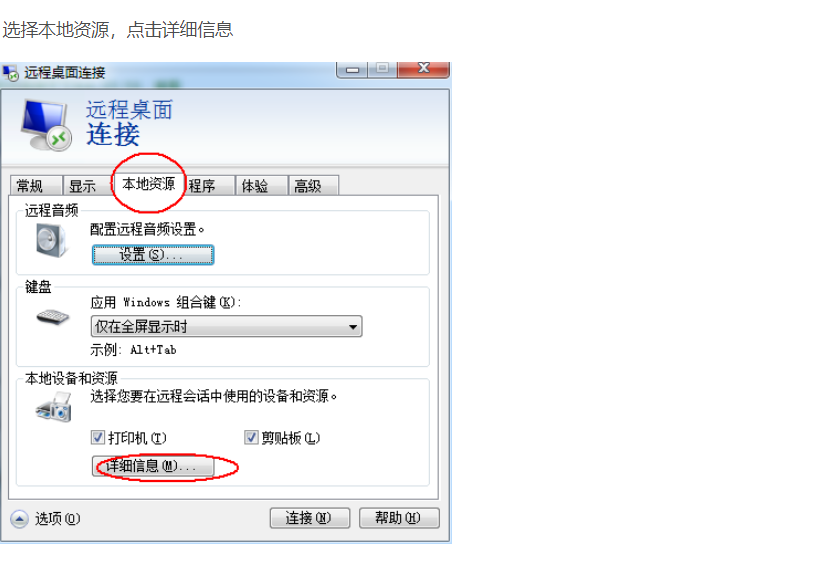 选择本地资源，点击详细信息
远程桌面连接
远程桌面
连接
常规 显示 本地资源 程序 体验 高级
远程音频
配置远程音频设置。
设置(S)...
键盘
应用 Windows 组合键(K):
仅在全屏显示时
示例: Alt+Tab
本地设备和资源
选择您要在远程会话中使用的设备和资源。
打印机(T) 剪贴板(L)
详细信息(M)...
选项(O) 连接(N) 帮助(H)